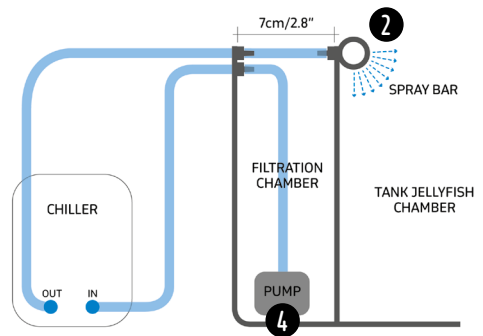 7cm/2.8"
2
SPRAY BAR
FILTRATION
CHAMBER
TANK JELLYFISH
CHAMBER
CHILLER
OUT IN
PUMP
4